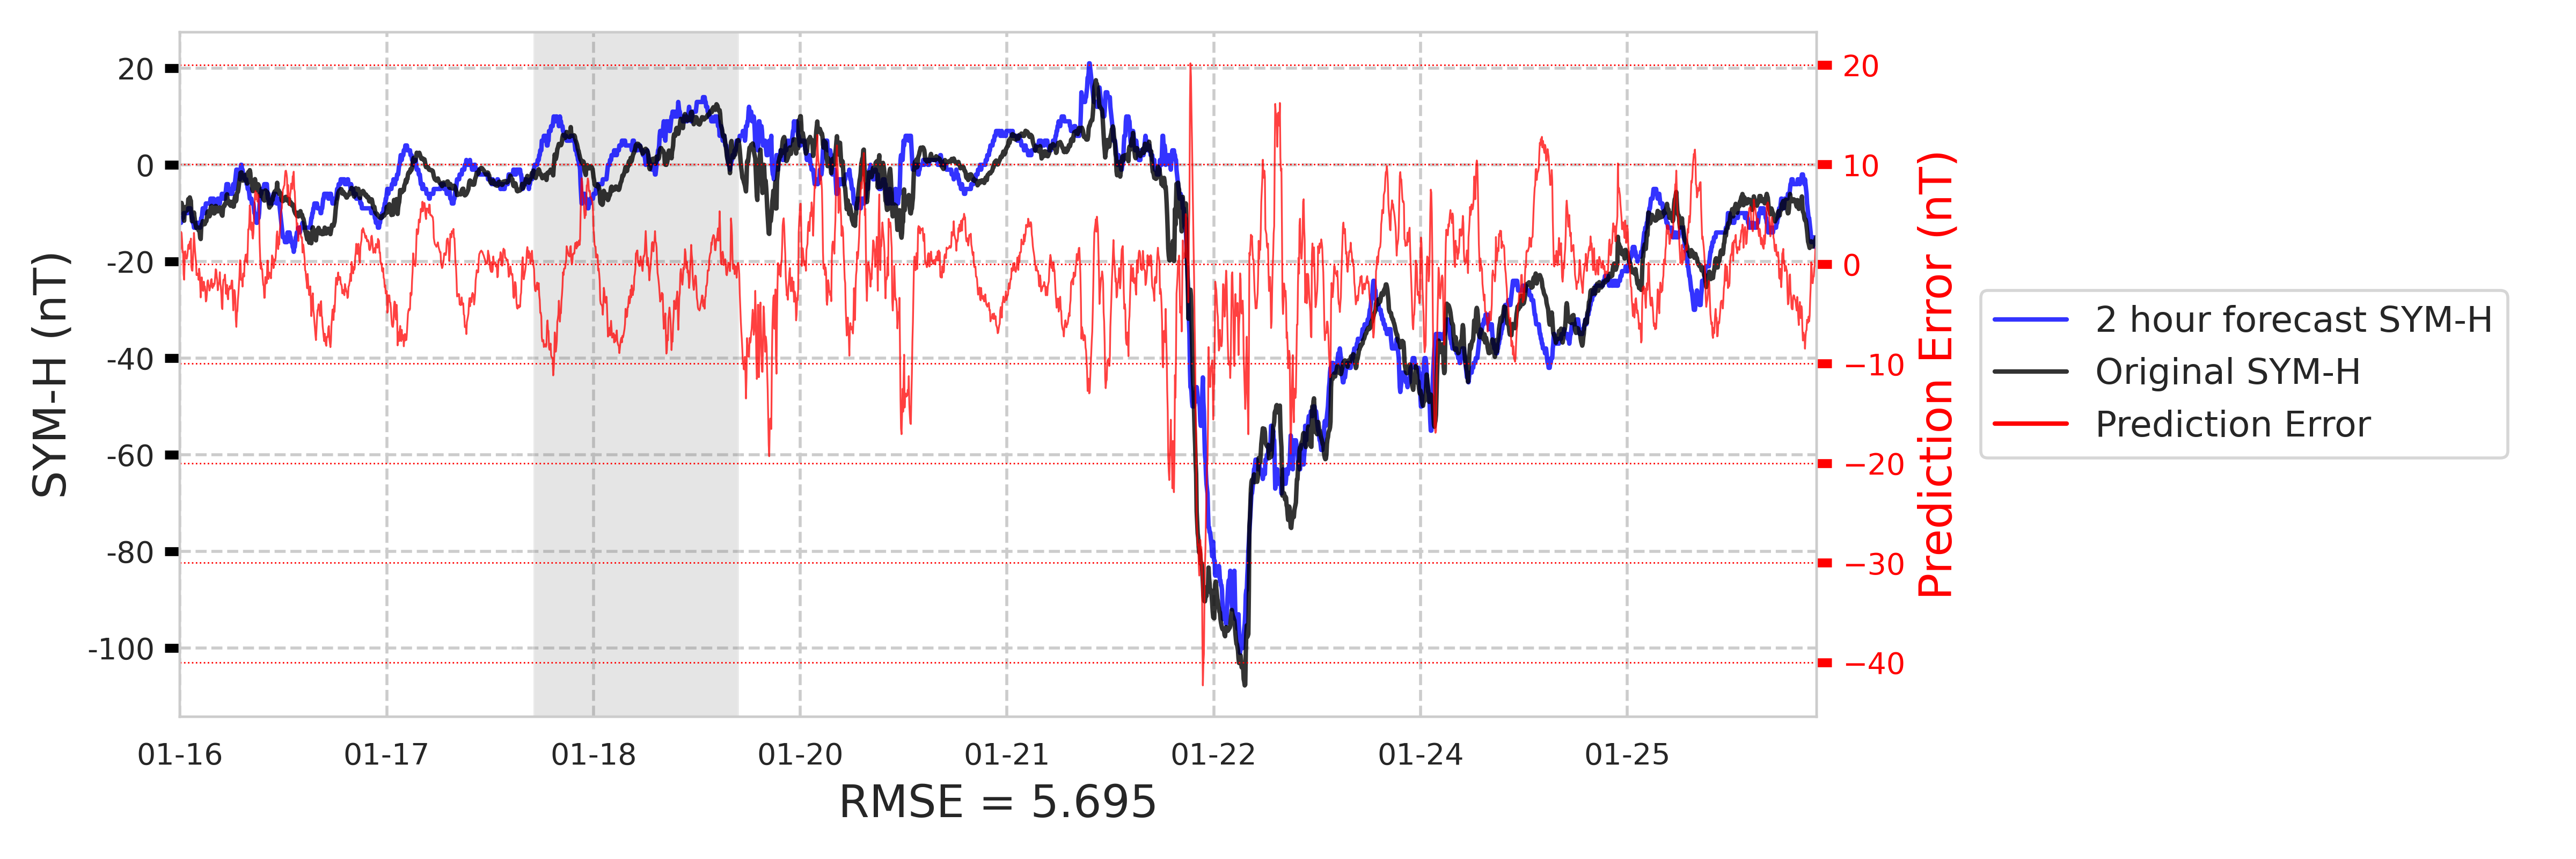 SYM-H (nT)
20
0
-20
-40
-60
-80
-100
20
10
0
−10
−20
−30
−40
Prediction Error (nT)
2 hour forecast SYM-H
Original SYM-H
Prediction Error
01-16 01-17 01-18 01-20 01-21 01-22 01-24 01-25
RMSE = 5.695